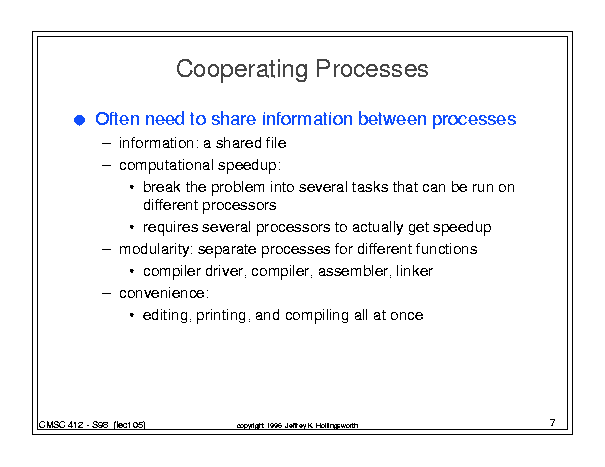 Cooperating Processes
● Often need to share information between processes
– information: a shared file
– computational speedup:
• break the problem into several tasks that can be run on
different processors
• requires several processors to actually get speedup
– modularity: separate processes for different functions
• compiler driver, compiler, assembler, linker
– convenience:
• editing, printing, and compiling all at once
CMSC 412 - S98 (lect05)
copyright 1996 Jeffrey K. Hollingsworth
7